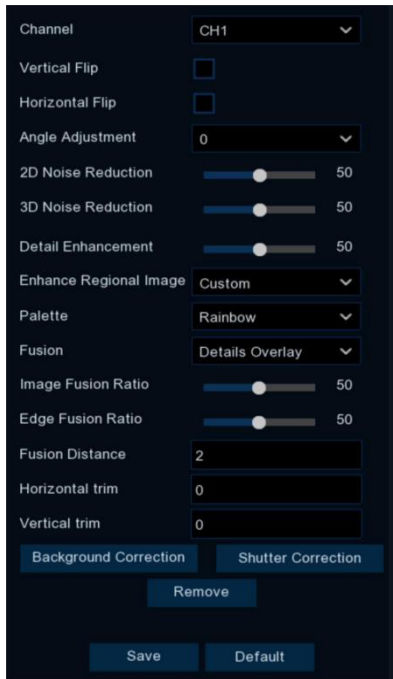 Channel CH1
Vertical Flip
Horizontal Flip
Angle Adjustment 0
2D Noise Reduction 50
3D Noise Reduction 50
Detail Enhancement 50
Enhance Regional Image Custom
Palette Rainbow
Fusion Details Overlay
Image Fusion Ratio 50
Edge Fusion Ratio 50
Fusion Distance 2
Horizontal trim 0
Vertical trim 0
Background Correction Shutter Correction
Remove
Save Default